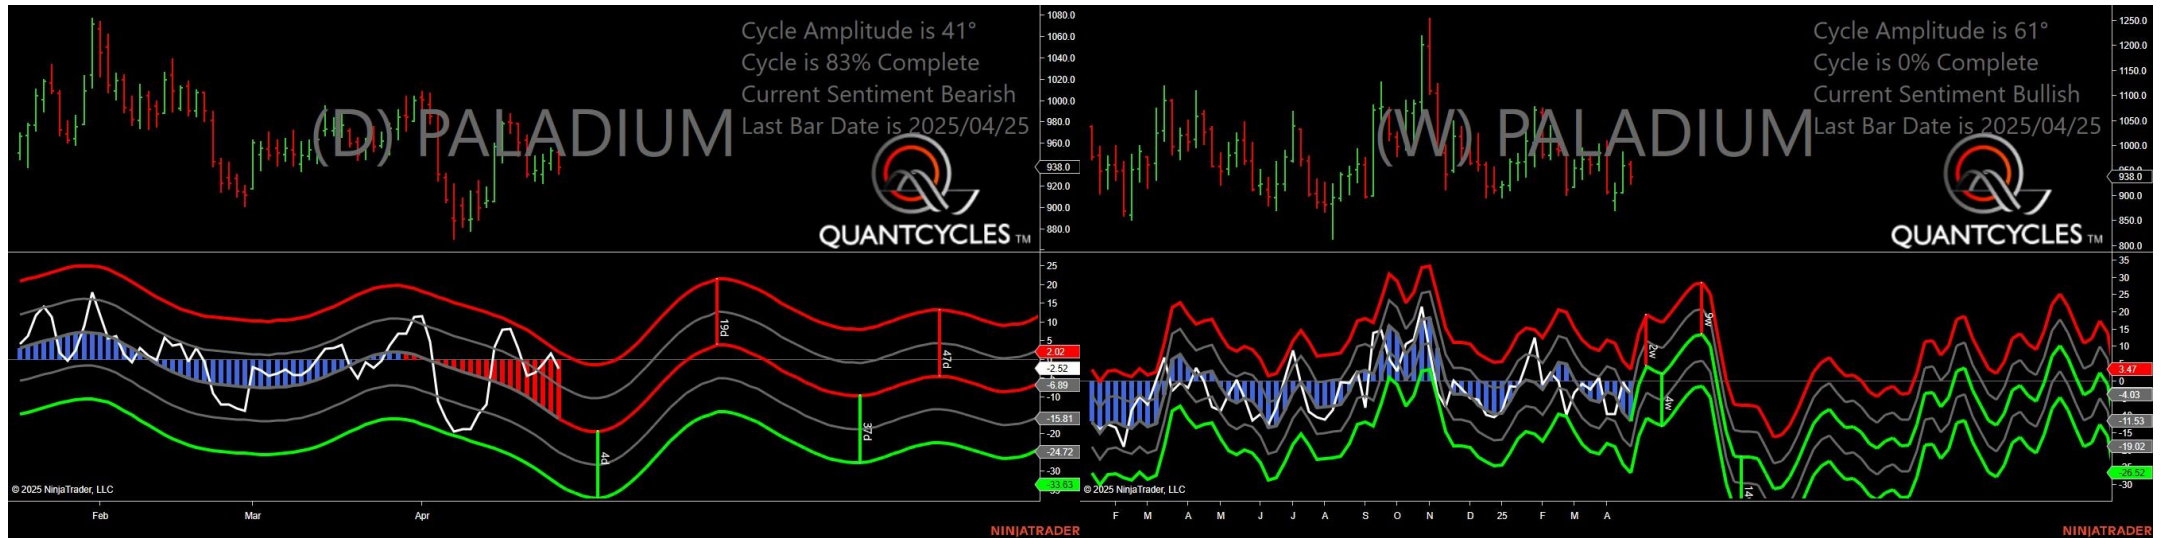 Cycle Amplitude is 41°
Cycle is 83% Complete
Current Sentiment Bearish
Last Bar Date is 2025/04/25
(D) PALADIUM
QUANTCYCLES TM
1080.0
1060.0
1040.0
1020.0
1000.0
980.0
960.0
938.0
920.0
900.0
880.0
25
20
15
10
5
2.02
-2.52
-6.89
-10
-15.81
-20
-24.72
-30
-33.63
19d
47d
37d
4d
© 2025 NinjaTrader, LLC
Feb Mar Apr
NINJATRADER
Cycle Amplitude is 61°
Cycle is 0% Complete
Current Sentiment Bullish
Last Bar Date is 2025/04/25
(W) PALADIUM
QUANTCYCLES TM
1250.0
1200.0
1150.0
1100.0
1050.0
1000.0
938.0
900.0
850.0
800.0
35
30
25
20
15
10
3.47
0
-4.03
-11.53
-15
-19.02
-26.52
-30
2w
9w
4w
14
© 2025 NinjaTrader, LLC
F M A M J J A S O N D 25 F M A
NINJATRADER